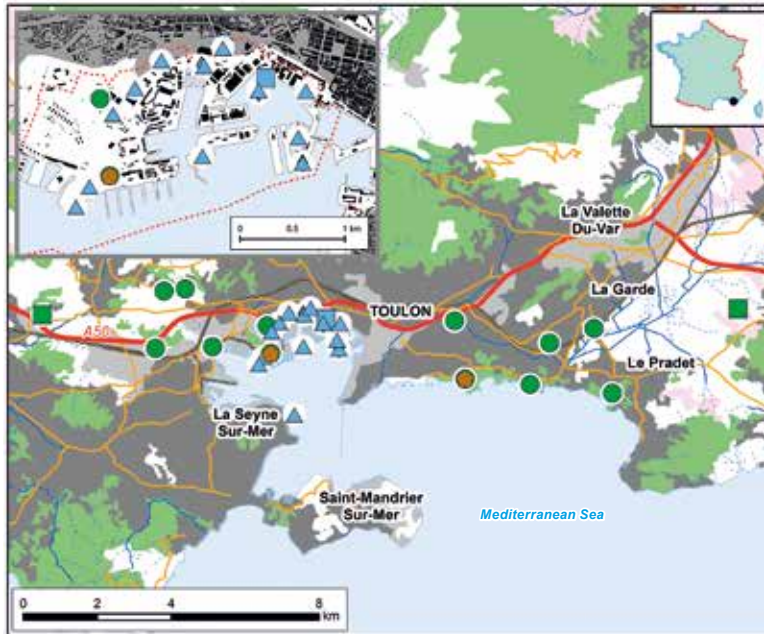 0 0.5 1 km
La Valette
Du-Var
La Garde
TOULON
A50
Le Pradet
La Seyne
Sur-Mer
Saint-Mandrier
Sur-Mer
Mediterranean Sea
0 2 4 8
km